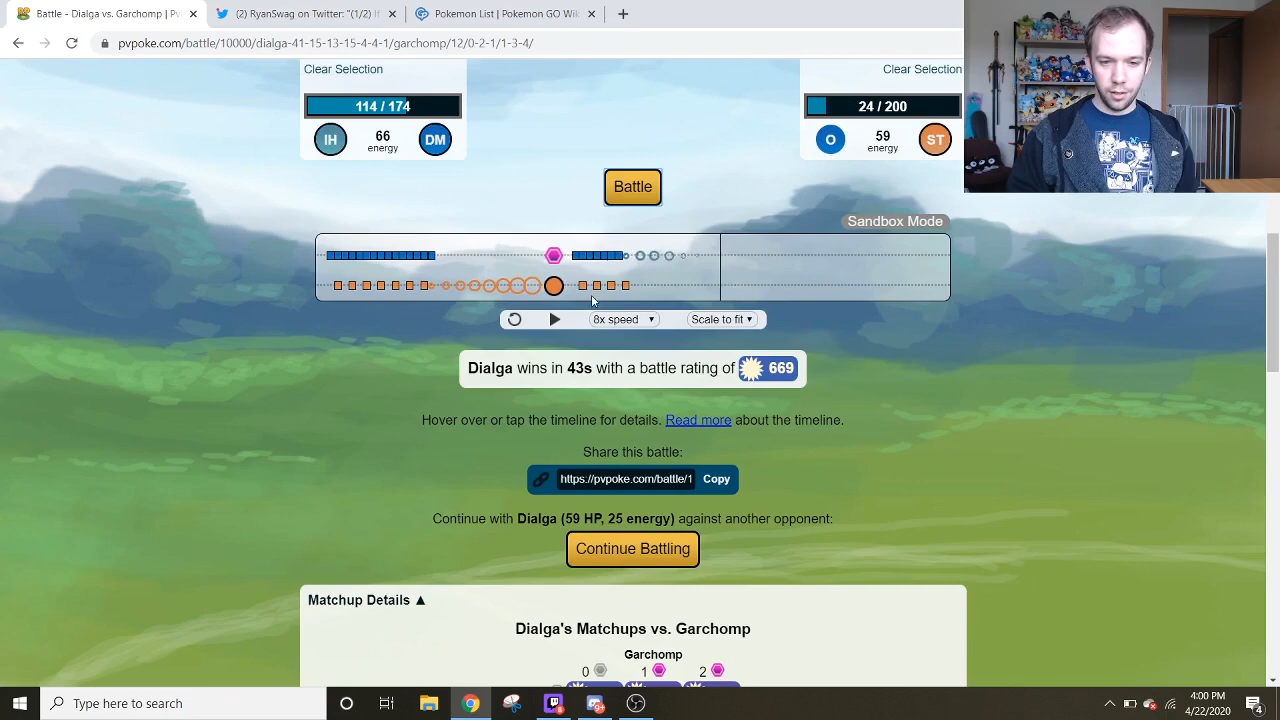 Battle - Dialga vs. Garchomp | Pv
(2) RyanSwag on Twitter: "(1/2) If
Pokemon List | Pokemon GO Wik
pvpoke.com/battle/10000/dialga-41-15-13-15-4-4-1/garchomp/12/0-2-1/1-3-4/
Clear Selection
Clear Selection
114 / 174
24 / 200
IH 66 energy DM
O 59 energy ST
Battle
Sandbox Mode
8x speed
Scale to fit
Dialga wins in 43s with a battle rating of 669
Hover over or tap the timeline for details. Read more about the timeline.
Share this battle:
https://pvpoke.com/battle/1 Copy
Continue with Dialga (59 HP, 25 energy) against another opponent:
Continue Battling
Matchup Details ▲
Dialga's Matchups vs. Garchomp
Garchomp
0 1 2
Type here to search
4:00 PM
4/22/2020